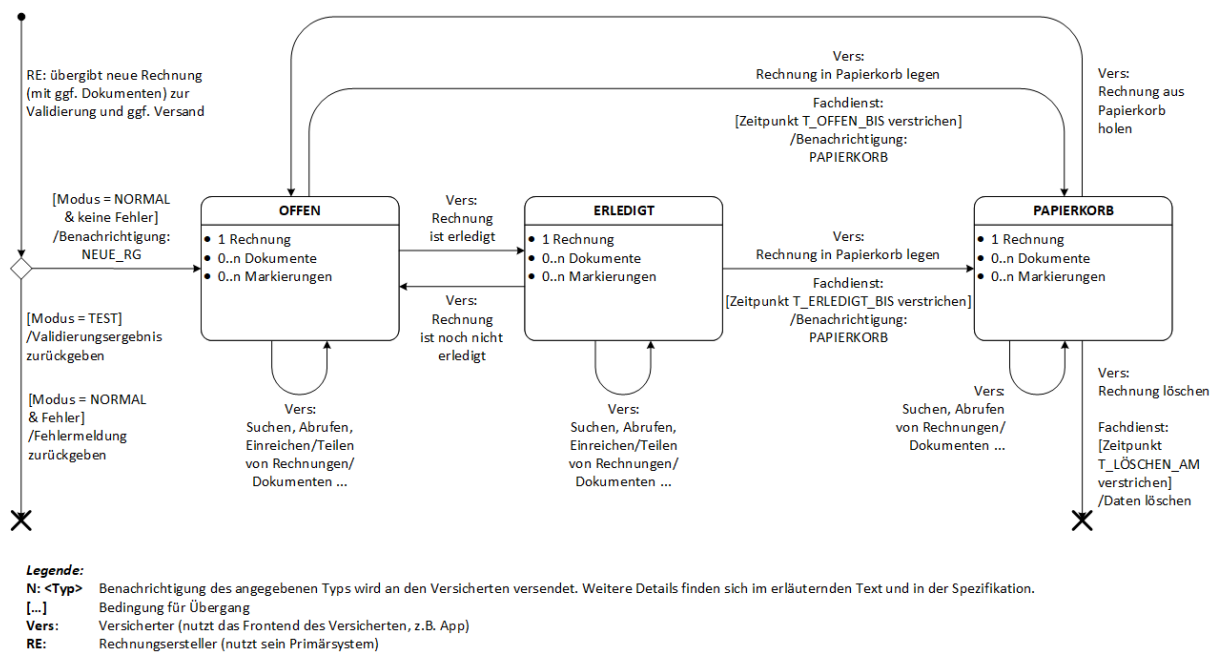 RE: übergibt neue Rechnung
(mit ggf. Dokumenten) zur
Validierung und ggf. Versand
Vers:
Rechnung in Papierkorb legen
Fachdienst:
[Zeitpunkt T_OFFEN_BIS verstrichen]
/Benachrichtigung:
PAPIERKORB
Vers:
Rechnung aus
Papierkorb
holen
[Modus = NORMAL
& keine Fehler]
/Benachrichtigung:
NEUE_RG
OFFEN
• 1 Rechnung
• 0..n Dokumente
• 0..n Markierungen
Vers:
Rechnung
ist erledigt
Vers:
Rechnung
ist noch nicht
erledigt
ERLEDIGT
• 1 Rechnung
• 0..n Dokumente
• 0..n Markierungen
Vers:
Rechnung in Papierkorb legen
Fachdienst:
[Zeitpunkt T_ERLEDIGT_BIS verstrichen]
/Benachrichtigung:
PAPIERKORB
PAPIERKORB
• 1 Rechnung
• 0..n Dokumente
• 0..n Markierungen
[Modus = TEST]
/Validierungsergebnis
zurückgeben
[Modus = NORMAL
& Fehler]
/Fehlermeldung
zurückgeben
Vers:
Suchen, Abrufen,
Einreichen/Teilen
von Rechnungen/
Dokumenten ...
Vers:
Suchen, Abrufen,
Einreichen/Teilen
von Rechnungen/
Dokumenten ...
Vers:
Suchen, Abrufen
von Rechnungen/
Dokumenten ...
Vers:
Rechnung löschen
Fachdienst:
[Zeitpunkt
T_LÖSCHEN_AM
verstrichen]
/Daten löschen
Legende:
N: <Typ> Benachrichtigung des angegebenen Typs wird an den Versicherten versendet. Weitere Details finden sich im erläuternden Text und in der Spezifikation.
[...] Bedingung für Übergang
Vers: Versicherter (nutzt das Frontend des Versicherten, z.B. App)
RE: Rechnungsersteller (nutzt sein Primärsystem)